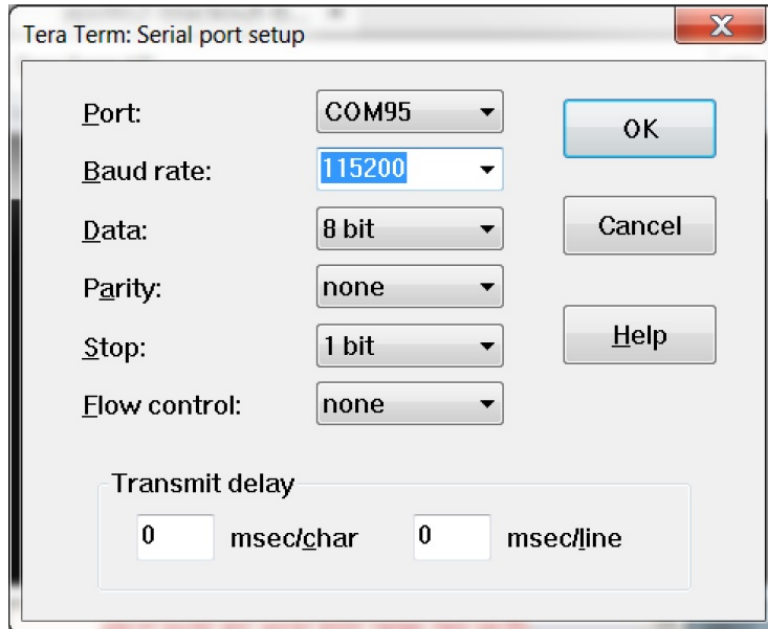 Tera Term: Serial port setup
Port: COM95
OK
Baud rate: 115200
Data: 8 bit
Cancel
Parity: none
Stop: 1 bit
Help
Flow control: none
Transmit delay
0 msec/char 0 msec/line